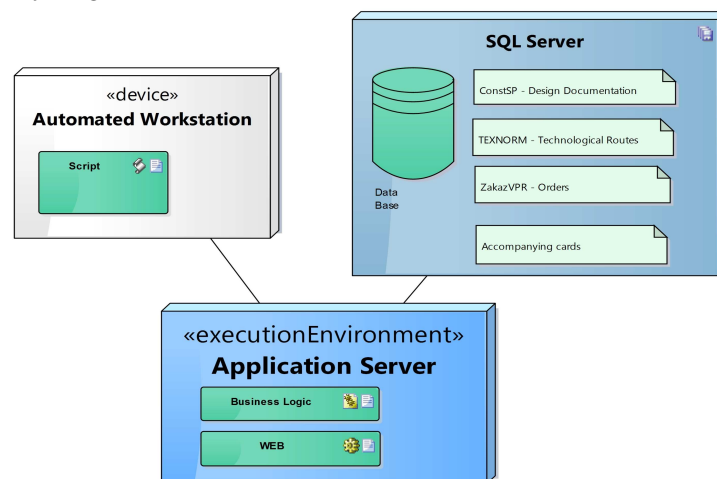 SQL Server
ConstSP - Design Documentation
TEXNORM - Technological Routes
ZakazVPR - Orders
Accompanying cards
Data
Base
«device»
Automated Workstation
Script
«executionEnvironment»
Application Server
Business Logic
WEB